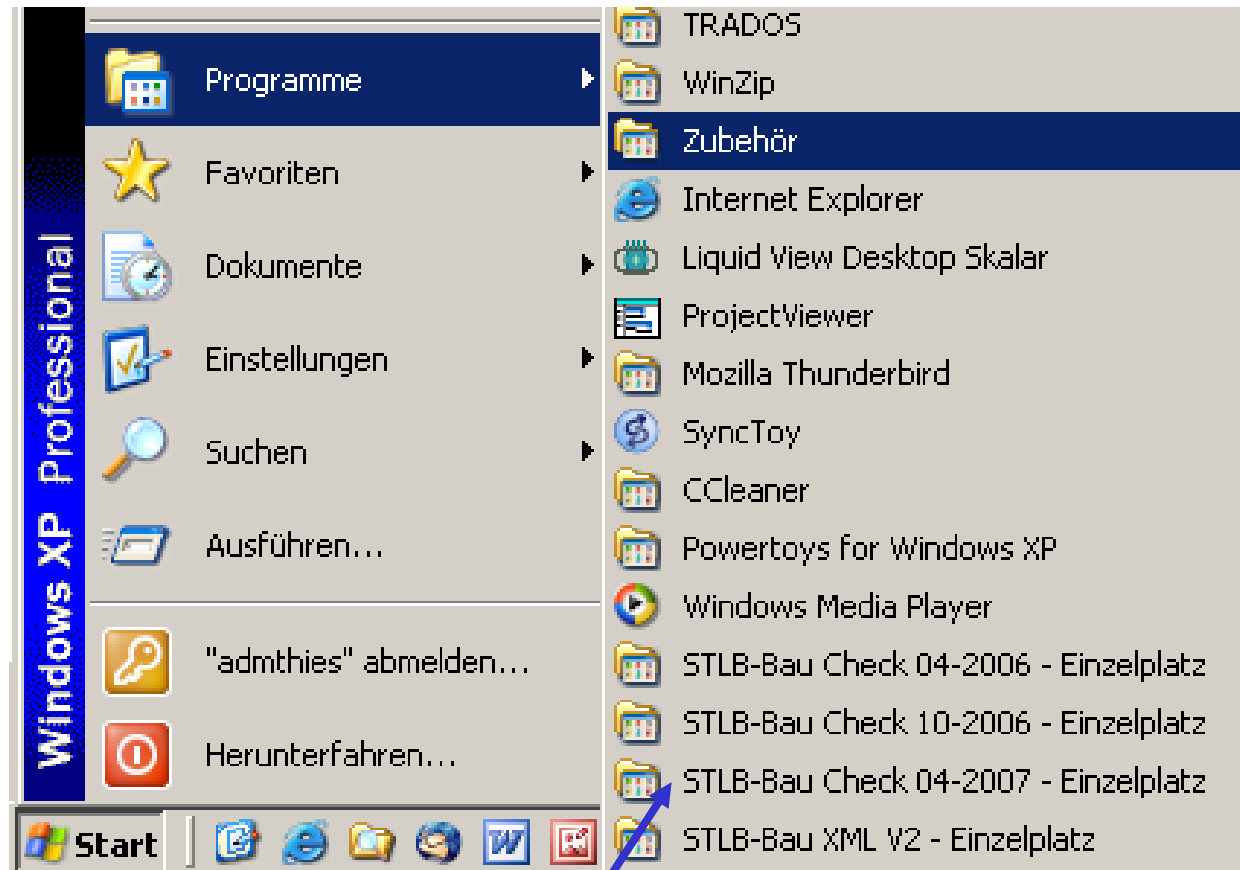 Windows XP Professional
Programme
Favoriten
Dokumente
Einstellungen
Suchen
Ausführen...
"admthies" abmelden...
Herunterfahren...
Start
TRADOS
WinZip
Zubehör
Internet Explorer
Liquid View Desktop Skalar
ProjectViewer
Mozilla Thunderbird
SyncToy
CCleaner
Powertoys for Windows XP
Windows Media Player
STLB-Bau Check 04-2006 - Einzelplatz
STLB-Bau Check 10-2006 - Einzelplatz
STLB-Bau Check 04-2007 - Einzelplatz
STLB-Bau XML V2 - Einzelplatz